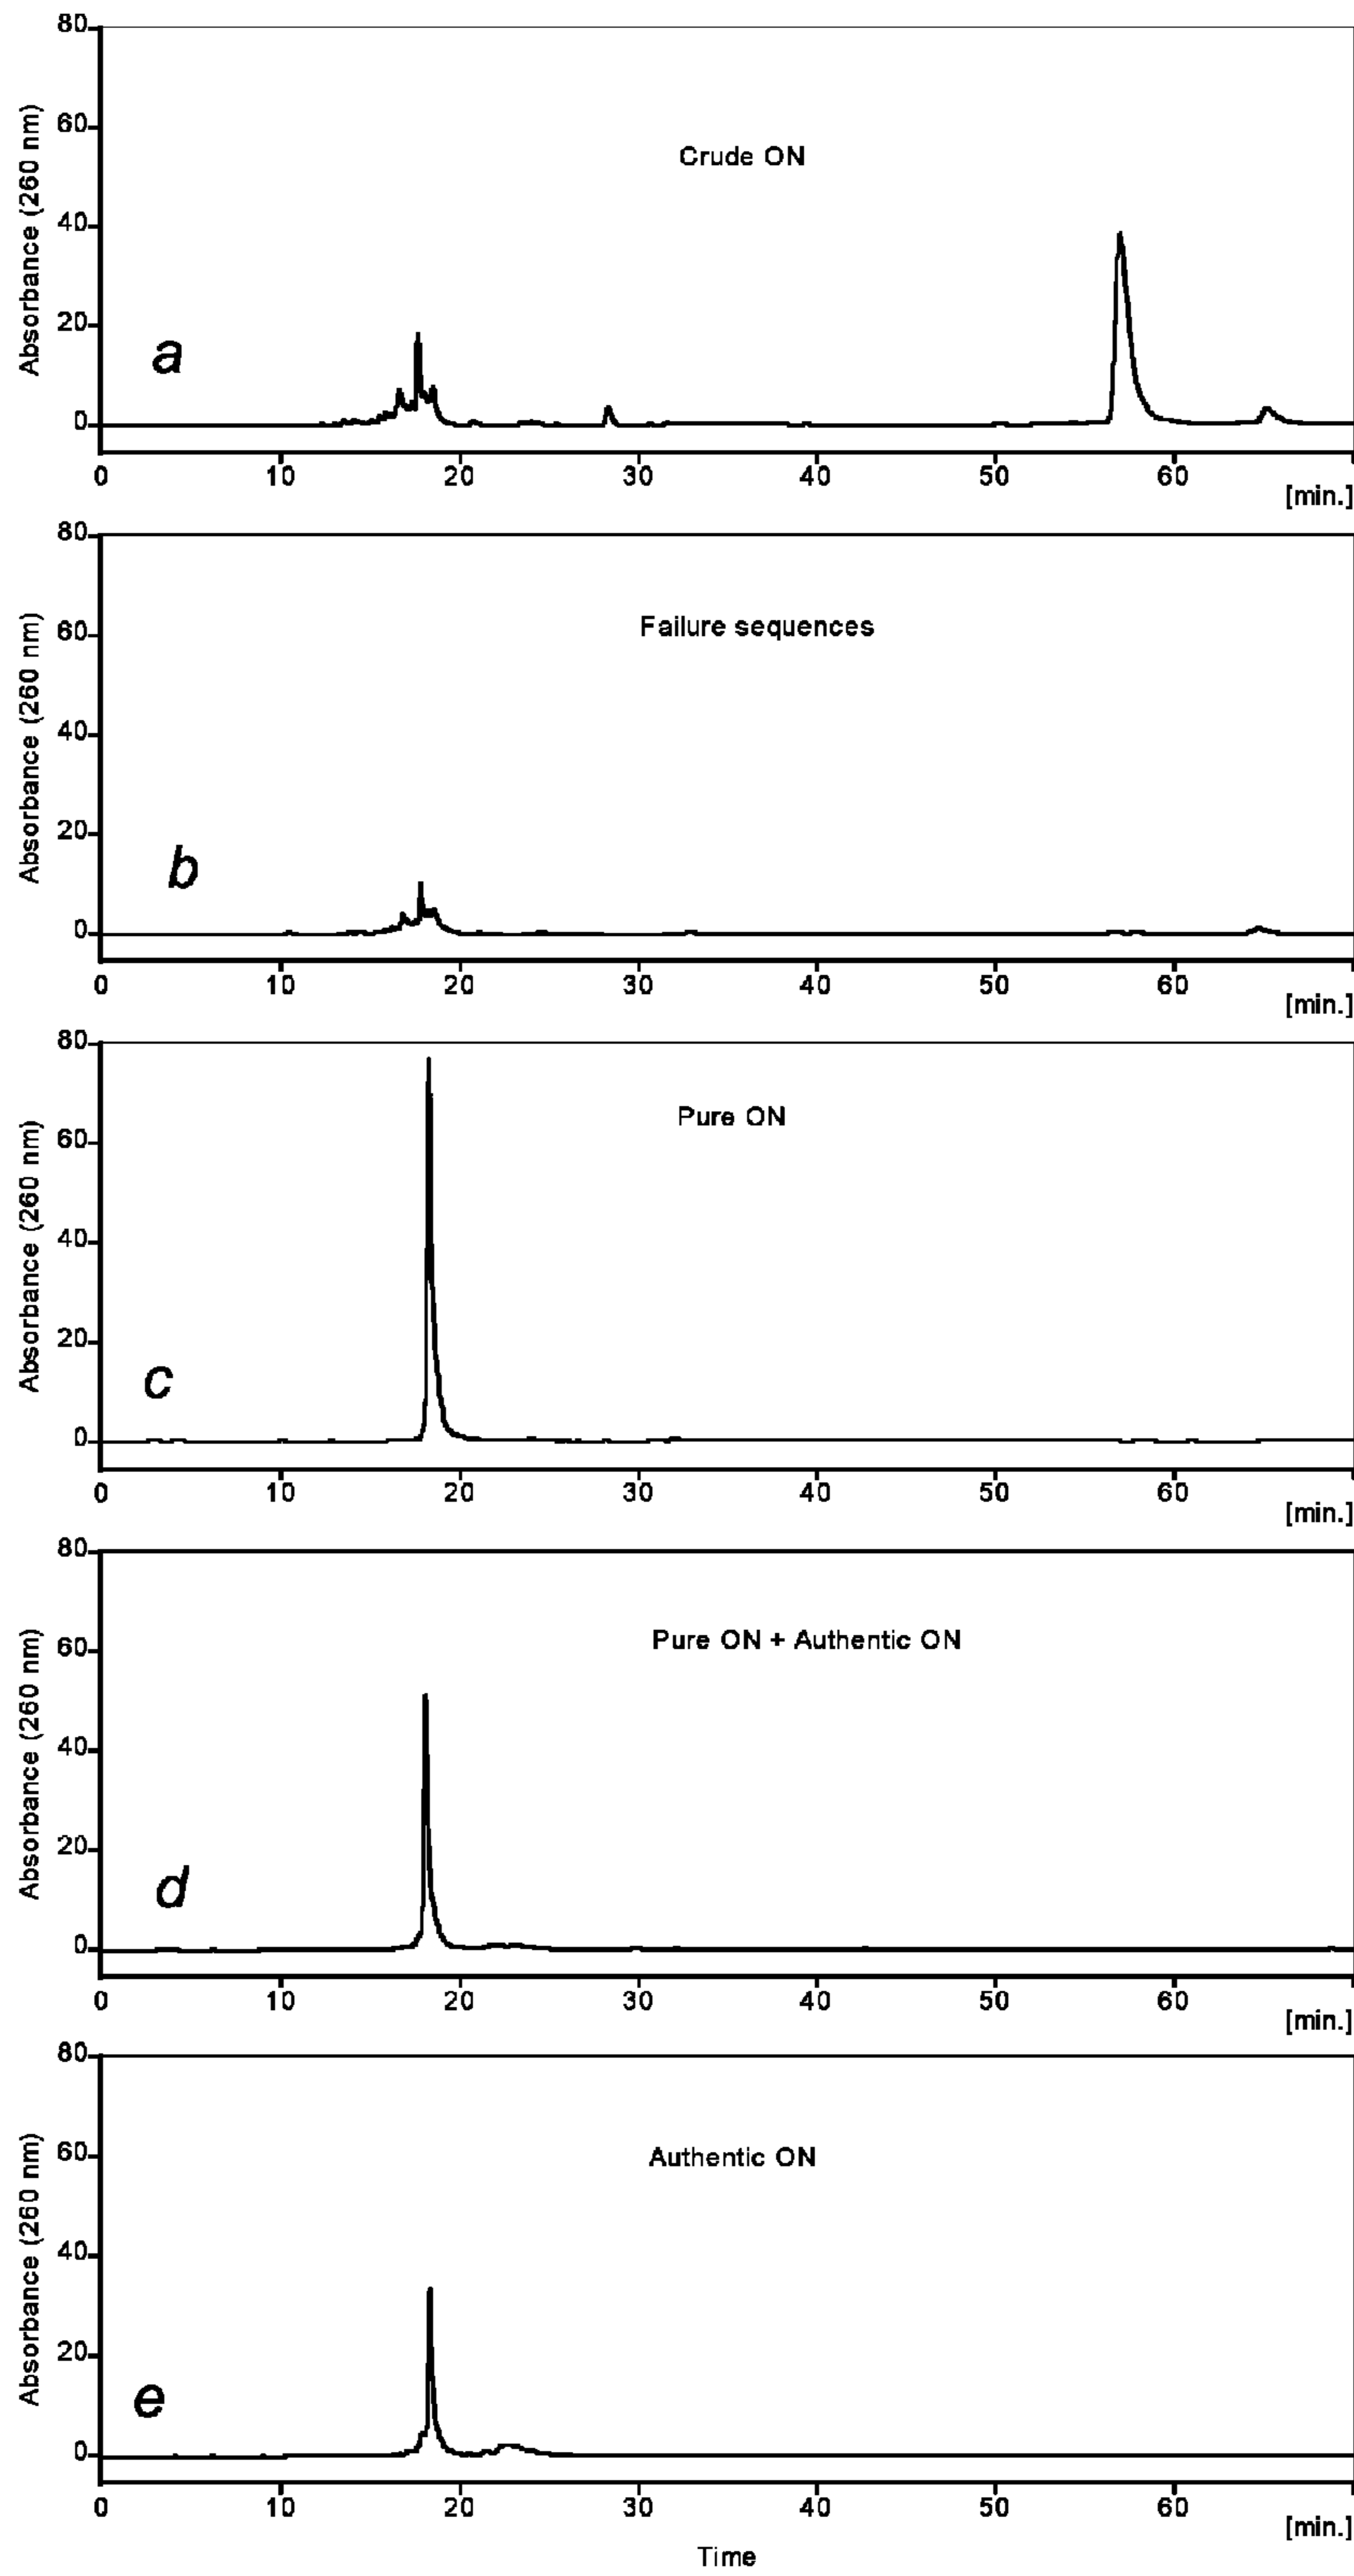 80
60
Absorbance (260 nm)
Crude ON
40
20
a
0
0 10 20 30 40 50 60
[min.]
80
60
Absorbance (260 nm)
Failure sequences
40
20
b
0
0 10 20 30 40 50 60
[min.]
80
60
Absorbance (260 nm)
Pure ON
40
20
c
0
0 10 20 30 40 50 60
[min.]
80
60
Absorbance (260 nm)
Pure ON + Authentic ON
40
20
d
0
0 10 20 30 40 50 60
[min.]
80
60
Absorbance (260 nm)
Authentic ON
40
20
e
0
0 10 20 30 40 50 60
[min.]
Time